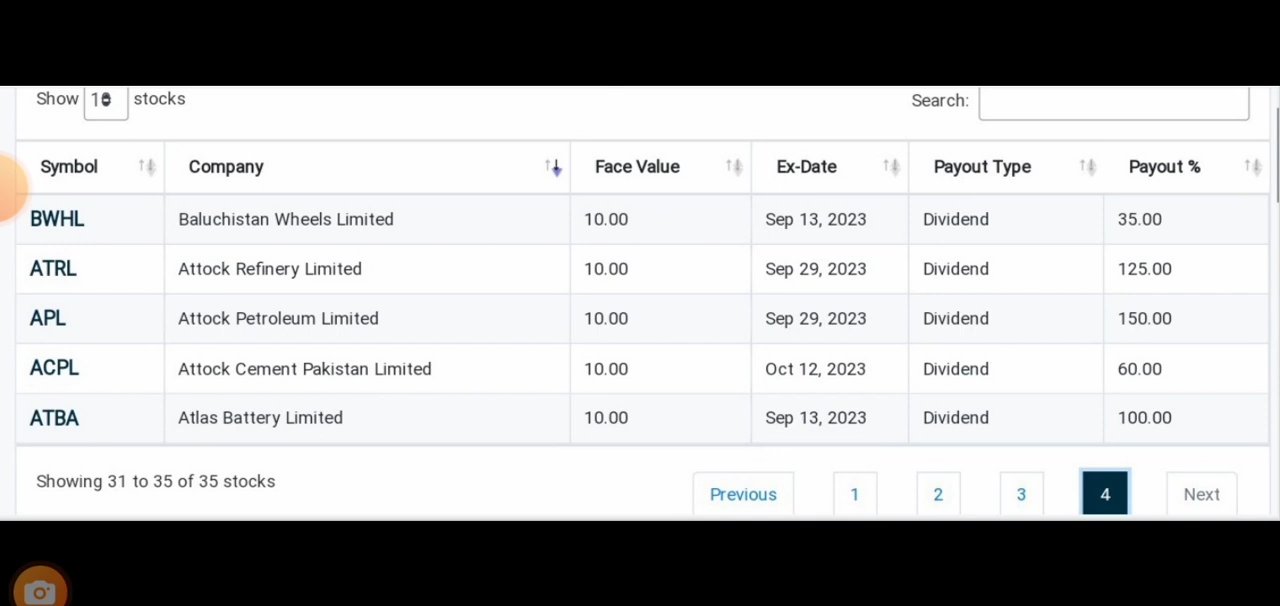 Show 10 stocks Search:
Symbol Company Face Value Ex-Date Payout Type Payout %
BWHL Baluchistan Wheels Limited 10.00 Sep 13, 2023 Dividend 35.00
ATRL Attock Refinery Limited 10.00 Sep 29, 2023 Dividend 125.00
APL Attock Petroleum Limited 10.00 Sep 29, 2023 Dividend 150.00
ACPL Attock Cement Pakistan Limited 10.00 Oct 12, 2023 Dividend 60.00
ATBA Atlas Battery Limited 10.00 Sep 13, 2023 Dividend 100.00
Showing 31 to 35 of 35 stocks
Previous 1 2 3 4 Next